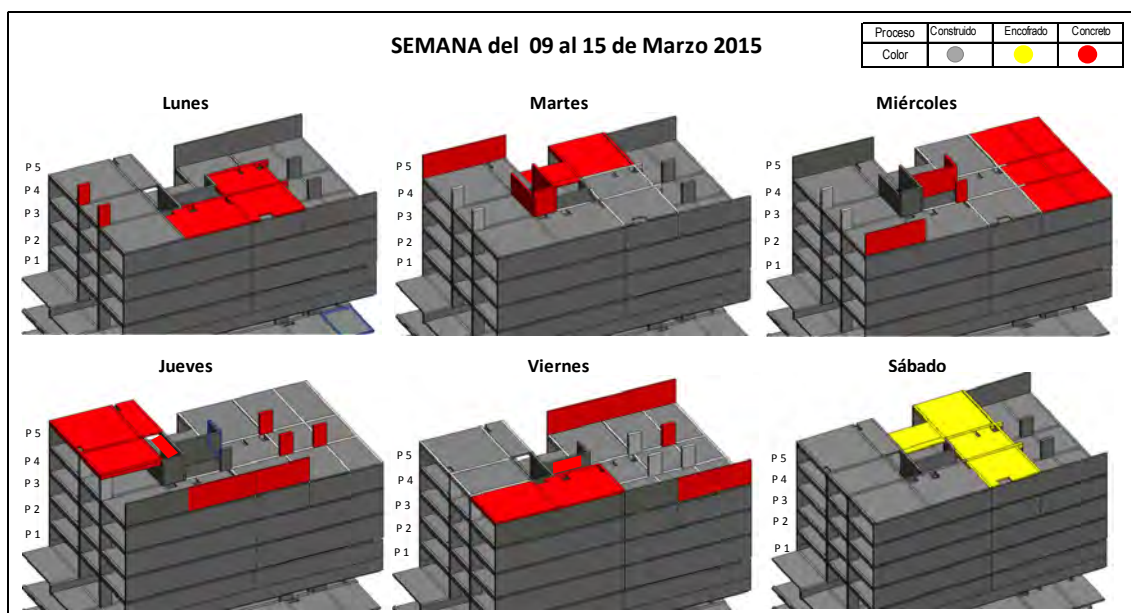 SEMANA del 09 al 15 de Marzo 2015
Proceso Construido Encofrado Concreto
Color
Lunes Martes Miércoles
P 5 P 5 P 5
P 4 P 4 P 4
P 3 P 3 P 3
P 2 P 2 P 2
P 1 P 1 P 1
Jueves Viernes Sábado
P 5 P 5 P 5
P 4 P 4 P 4
P 3 P 3 P 3
P 2 P 2 P 2
P 1 P 1 P 1